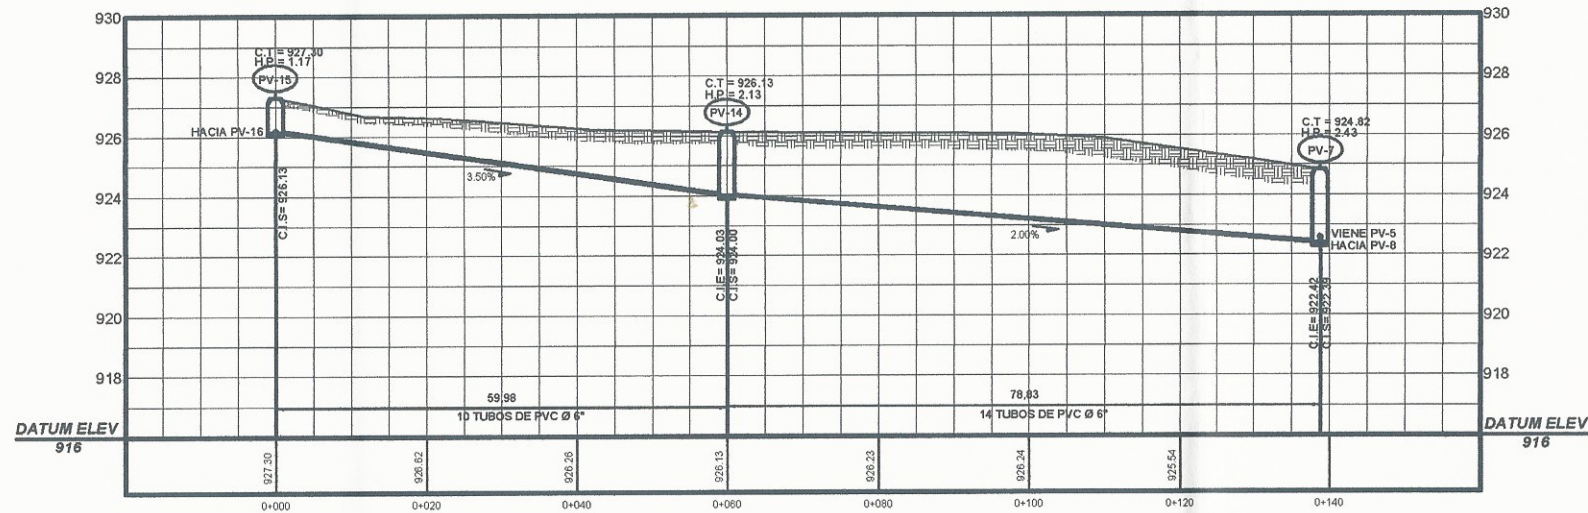 930
930
C.T = 927.30
H.P = 1.17
PV-15
928
928
C.T = 926.13
H.P = 2.13
PV-14
C.T = 924.82
H.P = 2.43
PV-7
926
926
HACIA PV-16
3.50%
924
924
C.I.S= 926.13
2.00%
VIENE PV-5
HACIA PV-8
922
922
C.I.E= 924.03
C.I.S= 924.00
C.I.E= 922.42
C.I.S= 922.39
920
920
918
918
59,98
78,83
10 TUBOS DE PVC Ø 6"
14 TUBOS DE PVC Ø 6"
DATUM ELEV
916
DATUM ELEV
916
927.30
926.62
926.26
926.13
926.23
926.24
925.54
0+000
0+020
0+040
0+060
0+080
0+100
0+120
0+140